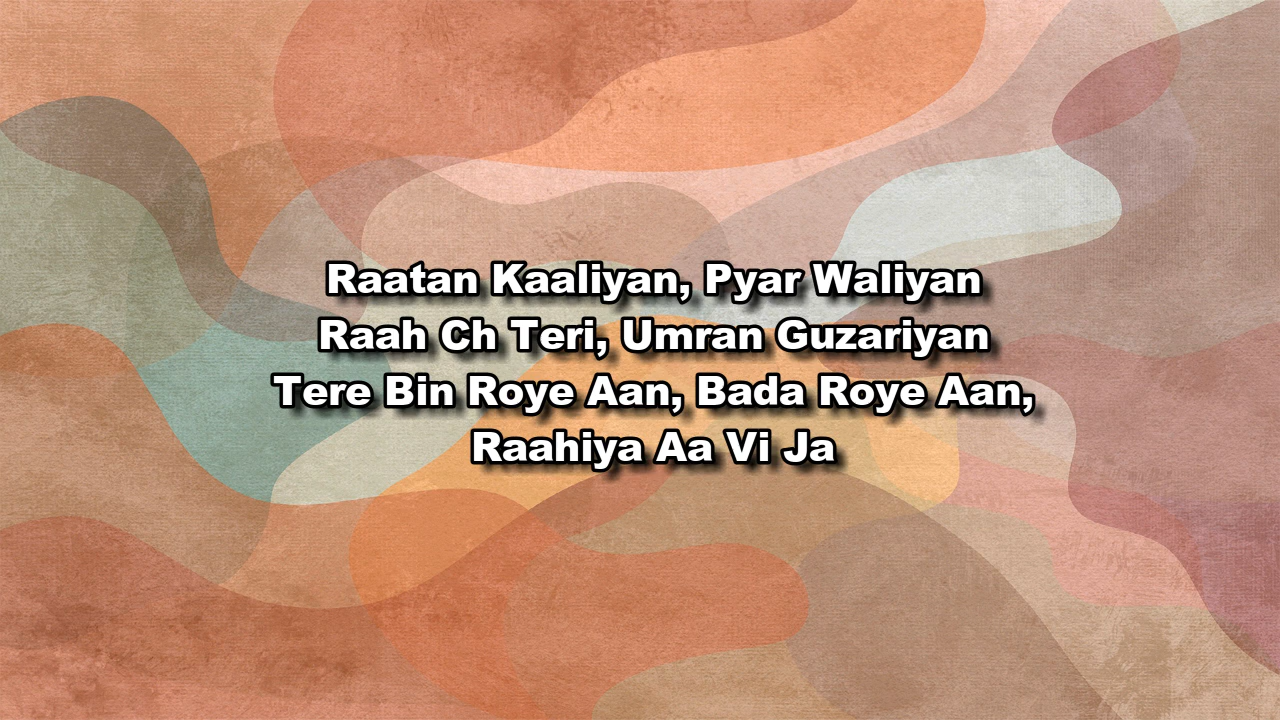 Raatan Kaaliyan, Pyar Waliyan
Raah Ch Teri, Umran Guzariyan
Tere Bin Roye Aan, Bada Roye Aan,
Raahiya Aa Vi Ja